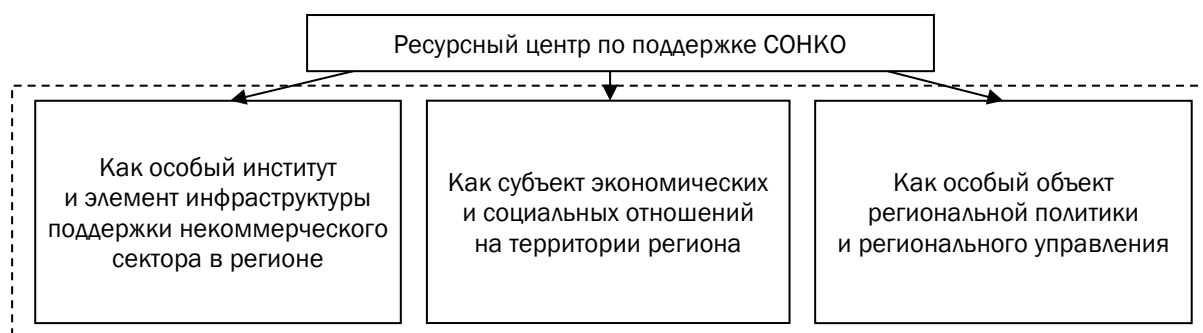 Ресурсный центр по поддержке СОНКО
Как особый институт
и элемент инфраструктуры
поддержки некоммерческого
сектора в регионе
Как субъект экономических
и социальных отношений
на территории региона
Как особый объект
региональной политики
и регионального управления